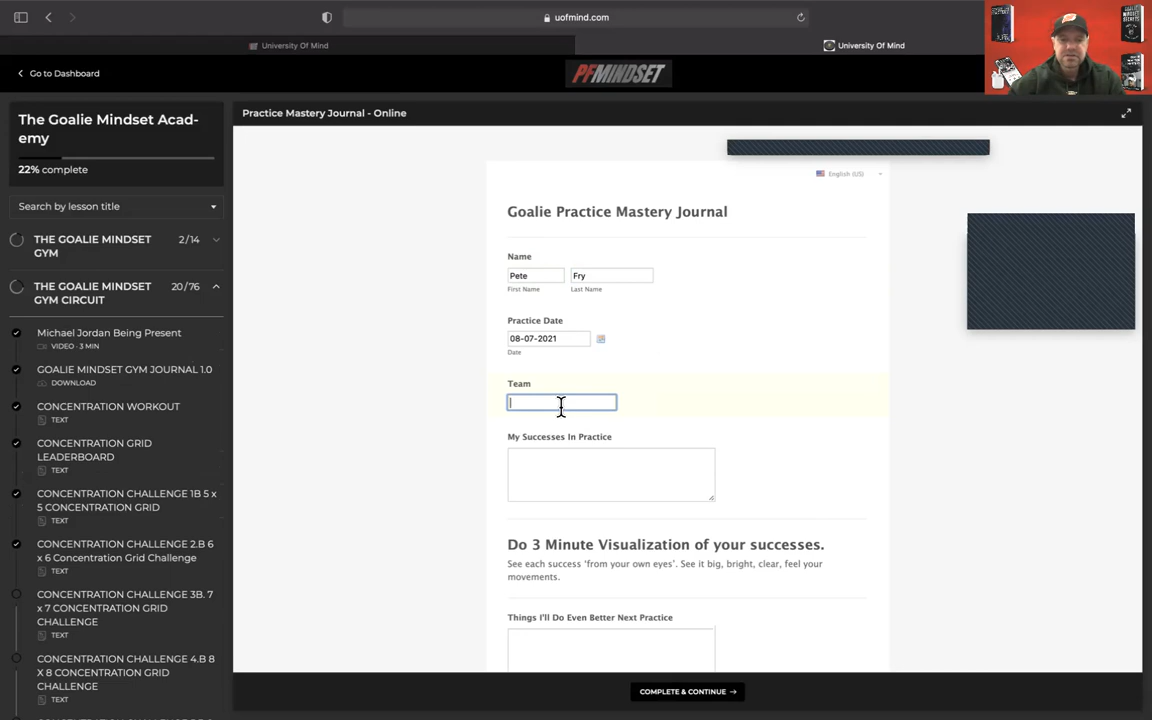 uofmind.com
University Of Mind
University Of Mind
Go to Dashboard
PFMINDSET
The Goalie Mindset Acad-
emy
22% complete
Search by lesson title
THE GOALIE MINDSET
GYM
2/14
THE GOALIE MINDSET
GYM CIRCUIT
20/76
Michael Jordan Being Present
VIDEO · 3 MIN
GOALIE MINDSET GYM JOURNAL 1.0
DOWNLOAD
CONCENTRATION WORKOUT
TEXT
CONCENTRATION GRID
LEADERBOARD
TEXT
CONCENTRATION CHALLENGE 1B 5 x
5 CONCENTRATION GRID
TEXT
CONCENTRATION CHALLENGE 2.B 6
x 6 Concentration Grid Challenge
TEXT
CONCENTRATION CHALLENGE 3B. 7
x 7 CONCENTRATION GRID
CHALLENGE
TEXT
CONCENTRATION CHALLENGE 4.B 8
X 8 CONCENTRATION GRID
CHALLENGE
TEXT
Practice Mastery Journal - Online
English (US)
Goalie Practice Mastery Journal
Name
Pete Fry
First Name Last Name
Practice Date
08-07-2021
Date
Team
My Successes In Practice
Do 3 Minute Visualization of your successes.
See each success 'from your own eyes'. See it big, bright, clear, feel your
movements.
Things I'll Do Even Better Next Practice
COMPLETE & CONTINUE →